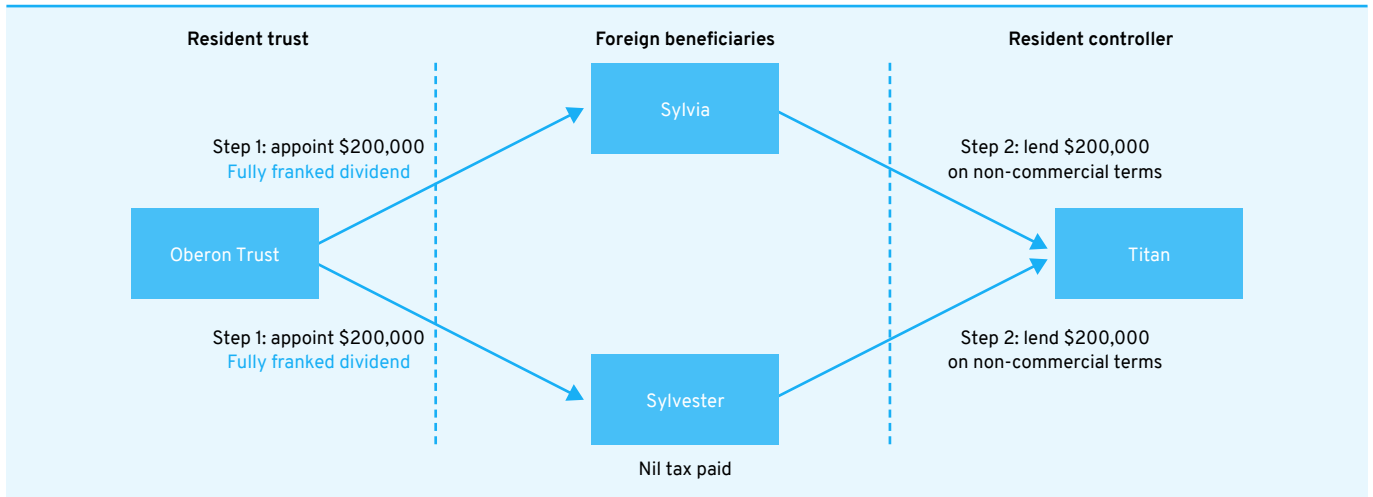 Resident trust
Foreign beneficiaries
Resident controller
Sylvia
Step 1: appoint $200,000
Fully franked dividend
Step 2: lend $200,000
on non-commercial terms
Oberon Trust
Titan
Step 1: appoint $200,000
Fully franked dividend
Step 2: lend $200,000
on non-commercial terms
Sylvester
Nil tax paid